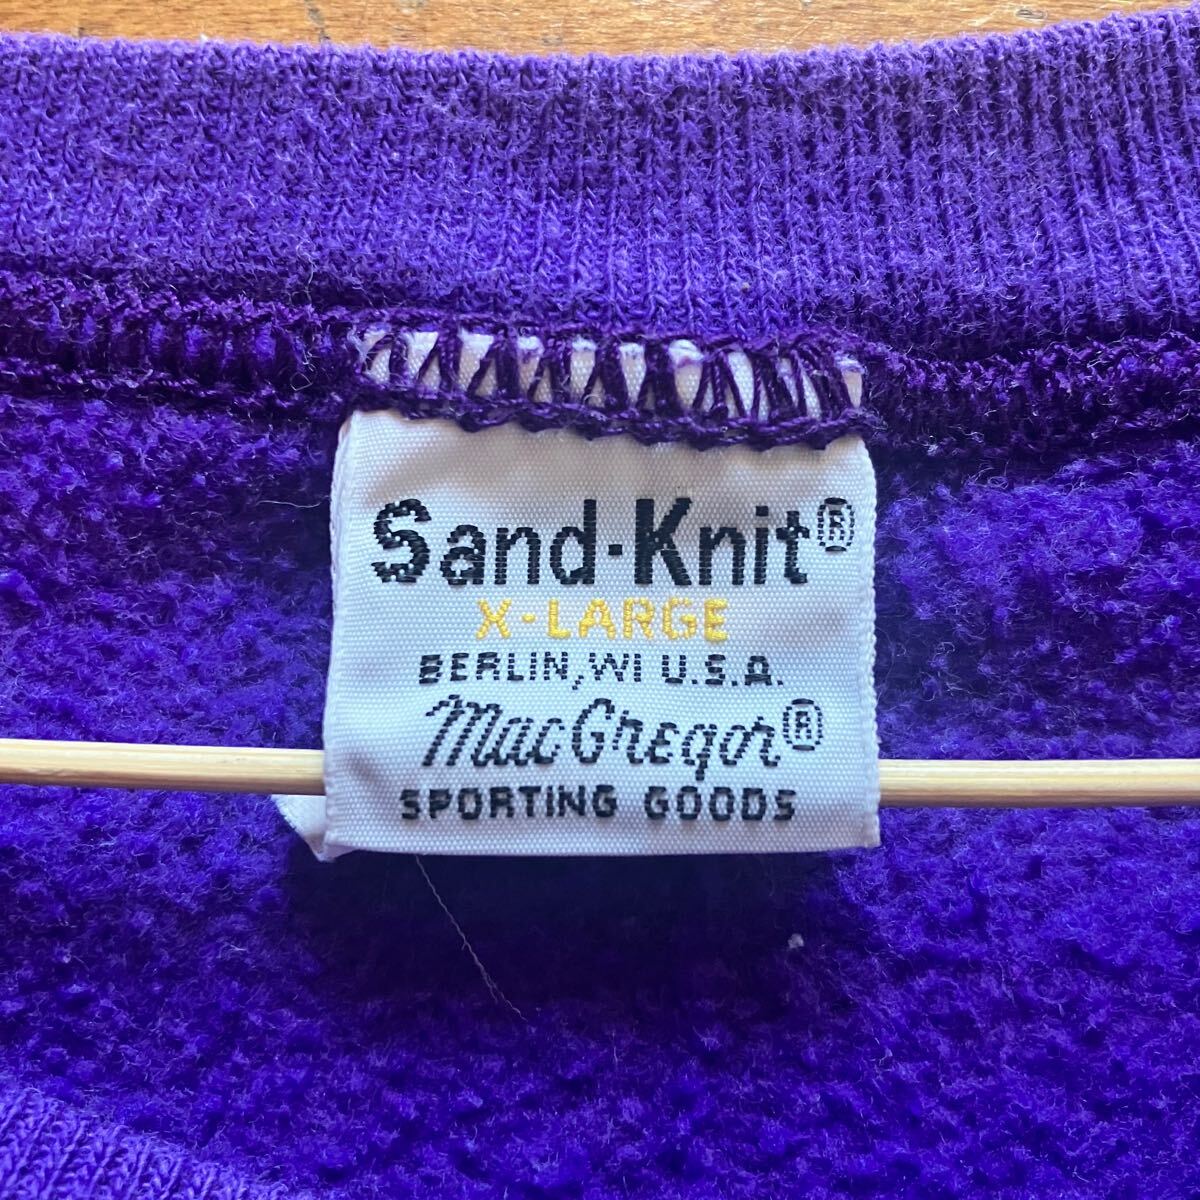 Sand·Knit®
X-LARGE
BERLIN, WI U.S.A.
MacGregor®
SPORTING GOODS